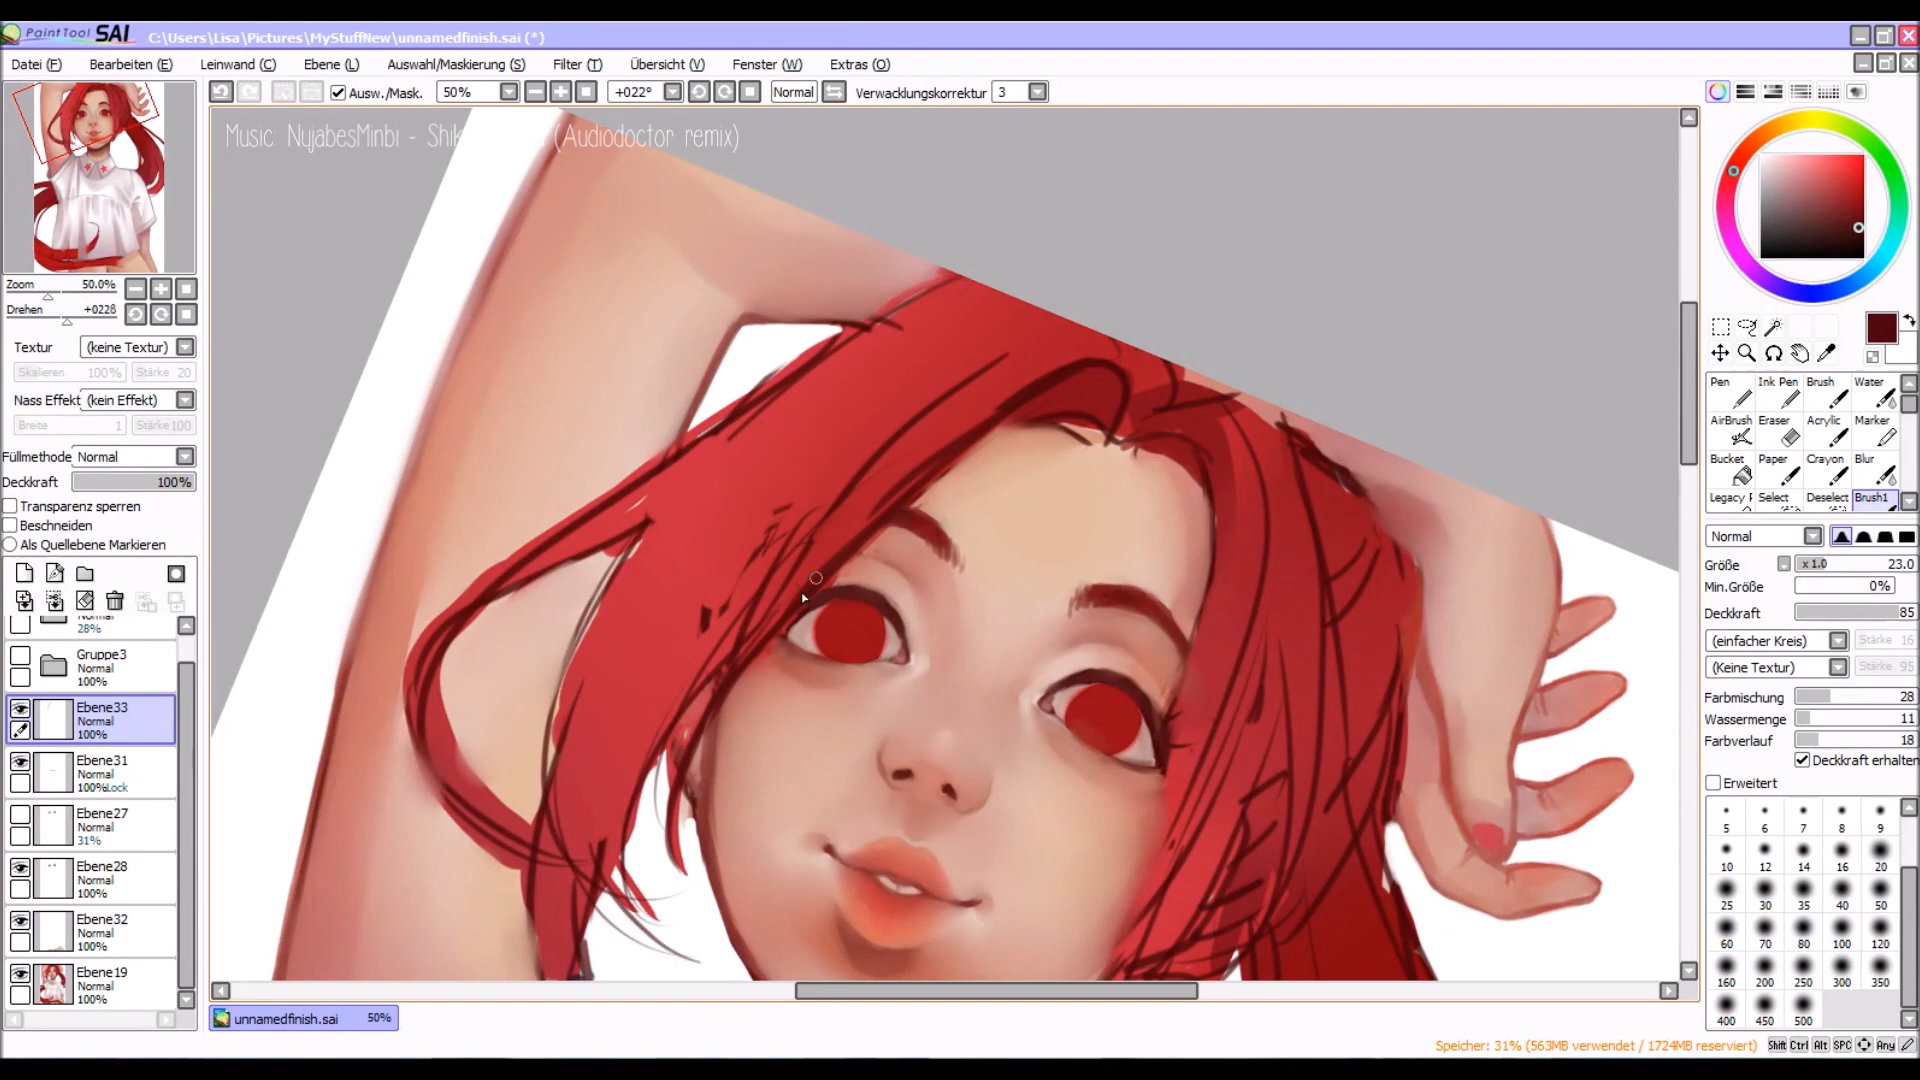 PaintTool SAI C:\Users\Lisa\Pictures\MyStuffNew\unnamedfinish.sai (*)
Datei (F) Bearbeiten (E) Leinwand (C) Ebene (L) Auswahl/Maskierung (S) Filter (T) Übersicht (V) Fenster (W) Extras (O)
Ausw./Mask. 50% +022° Normal Verwacklungskorrektur 3
Music: NujabesMinbi - Shik (Audiodoctor remix)
Zoom 50.0%
Drehen +022ß
Textur (keine Textur)
Skalieren 100% Stärke 20
Nass Effekt (kein Effekt)
Breite 1 Stärke 100
Füllmethode Normal
Deckkraft 100%
Transparenz sperren
Beschneiden
Als Quellebene Markieren
Normal
28%
Gruppe3
Normal
100%
Ebene33
Normal
100%
Ebene31
Normal
100%Lock
Ebene27
Normal
31%
Ebene28
Normal
100%
Ebene32
Normal
100%
Ebene19
Normal
100%
unnamedfinish.sai 50%
Pen Ink Pen Brush Water
AirBrush Eraser Acrylic Marker
Bucket Paper Crayon Blur
Legacy Select Deselect Brush1
Normal
Größe x 1.0 23.0
Min.Größe 0%
Deckkraft 85
(einfacher Kreis) Stärke 16
(Keine Textur) Stärke 95
Farbmischung 28
Wassermenge 11
Farbverlauf 18
Deckkraft erhalten
Erweitert
5 6 7 8 9
10 12 14 16 20
25 30 35 40 50
60 70 80 100 120
160 200 250 300 350
400 450 500
Speicher: 31% (563MB verwendet / 1724MB reserviert) Shift Ctrl Alt SPC Any